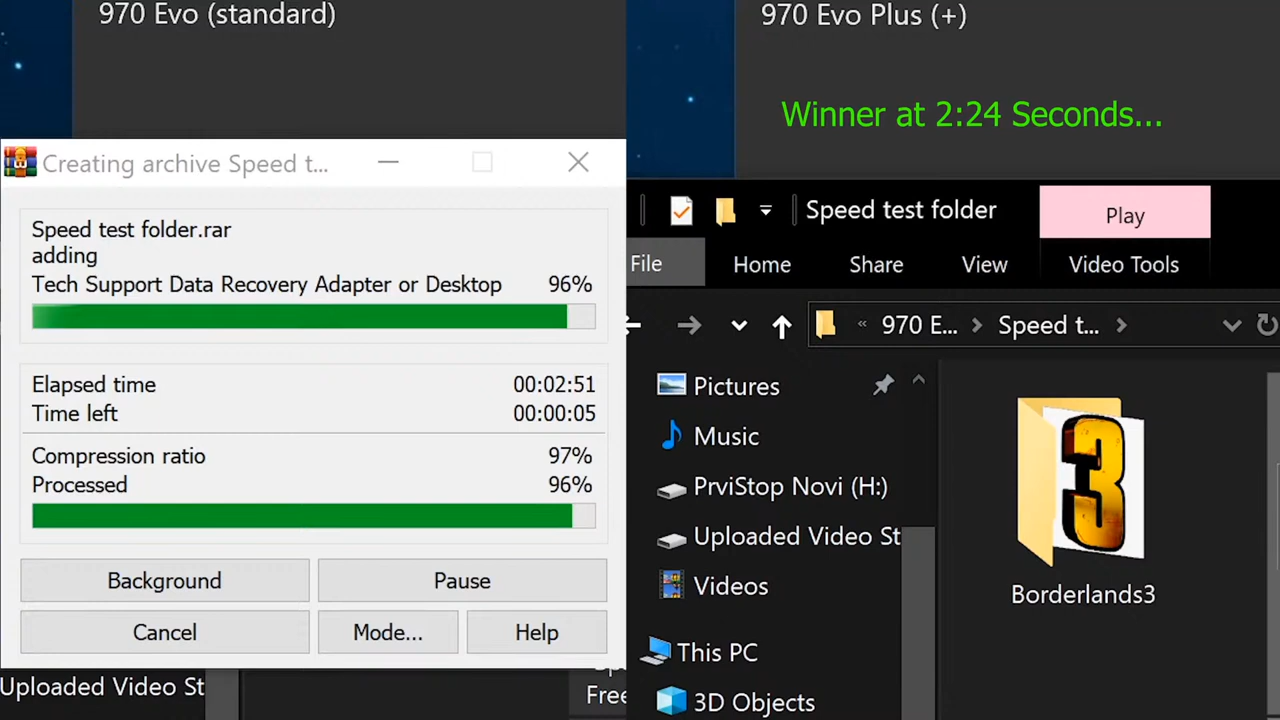 970 Evo (standard)
970 Evo Plus (+)
Winner at 2:24 Seconds...
Creating archive Speed t...
Speed test folder.rar
adding
Tech Support Data Recovery Adapter or Desktop 96%
Elapsed time 00:02:51
Time left 00:00:05
Compression ratio 97%
Processed 96%
Background
Pause
Cancel
Mode...
Help
Uploaded Video St
Free
Speed test folder
Play
File
Home
Share
View
Video Tools
« 970 E... > Speed t... >
Pictures
Music
PrviStop Novi (H:)
Uploaded Video St
Videos
This PC
3D Objects
3
Borderlands3